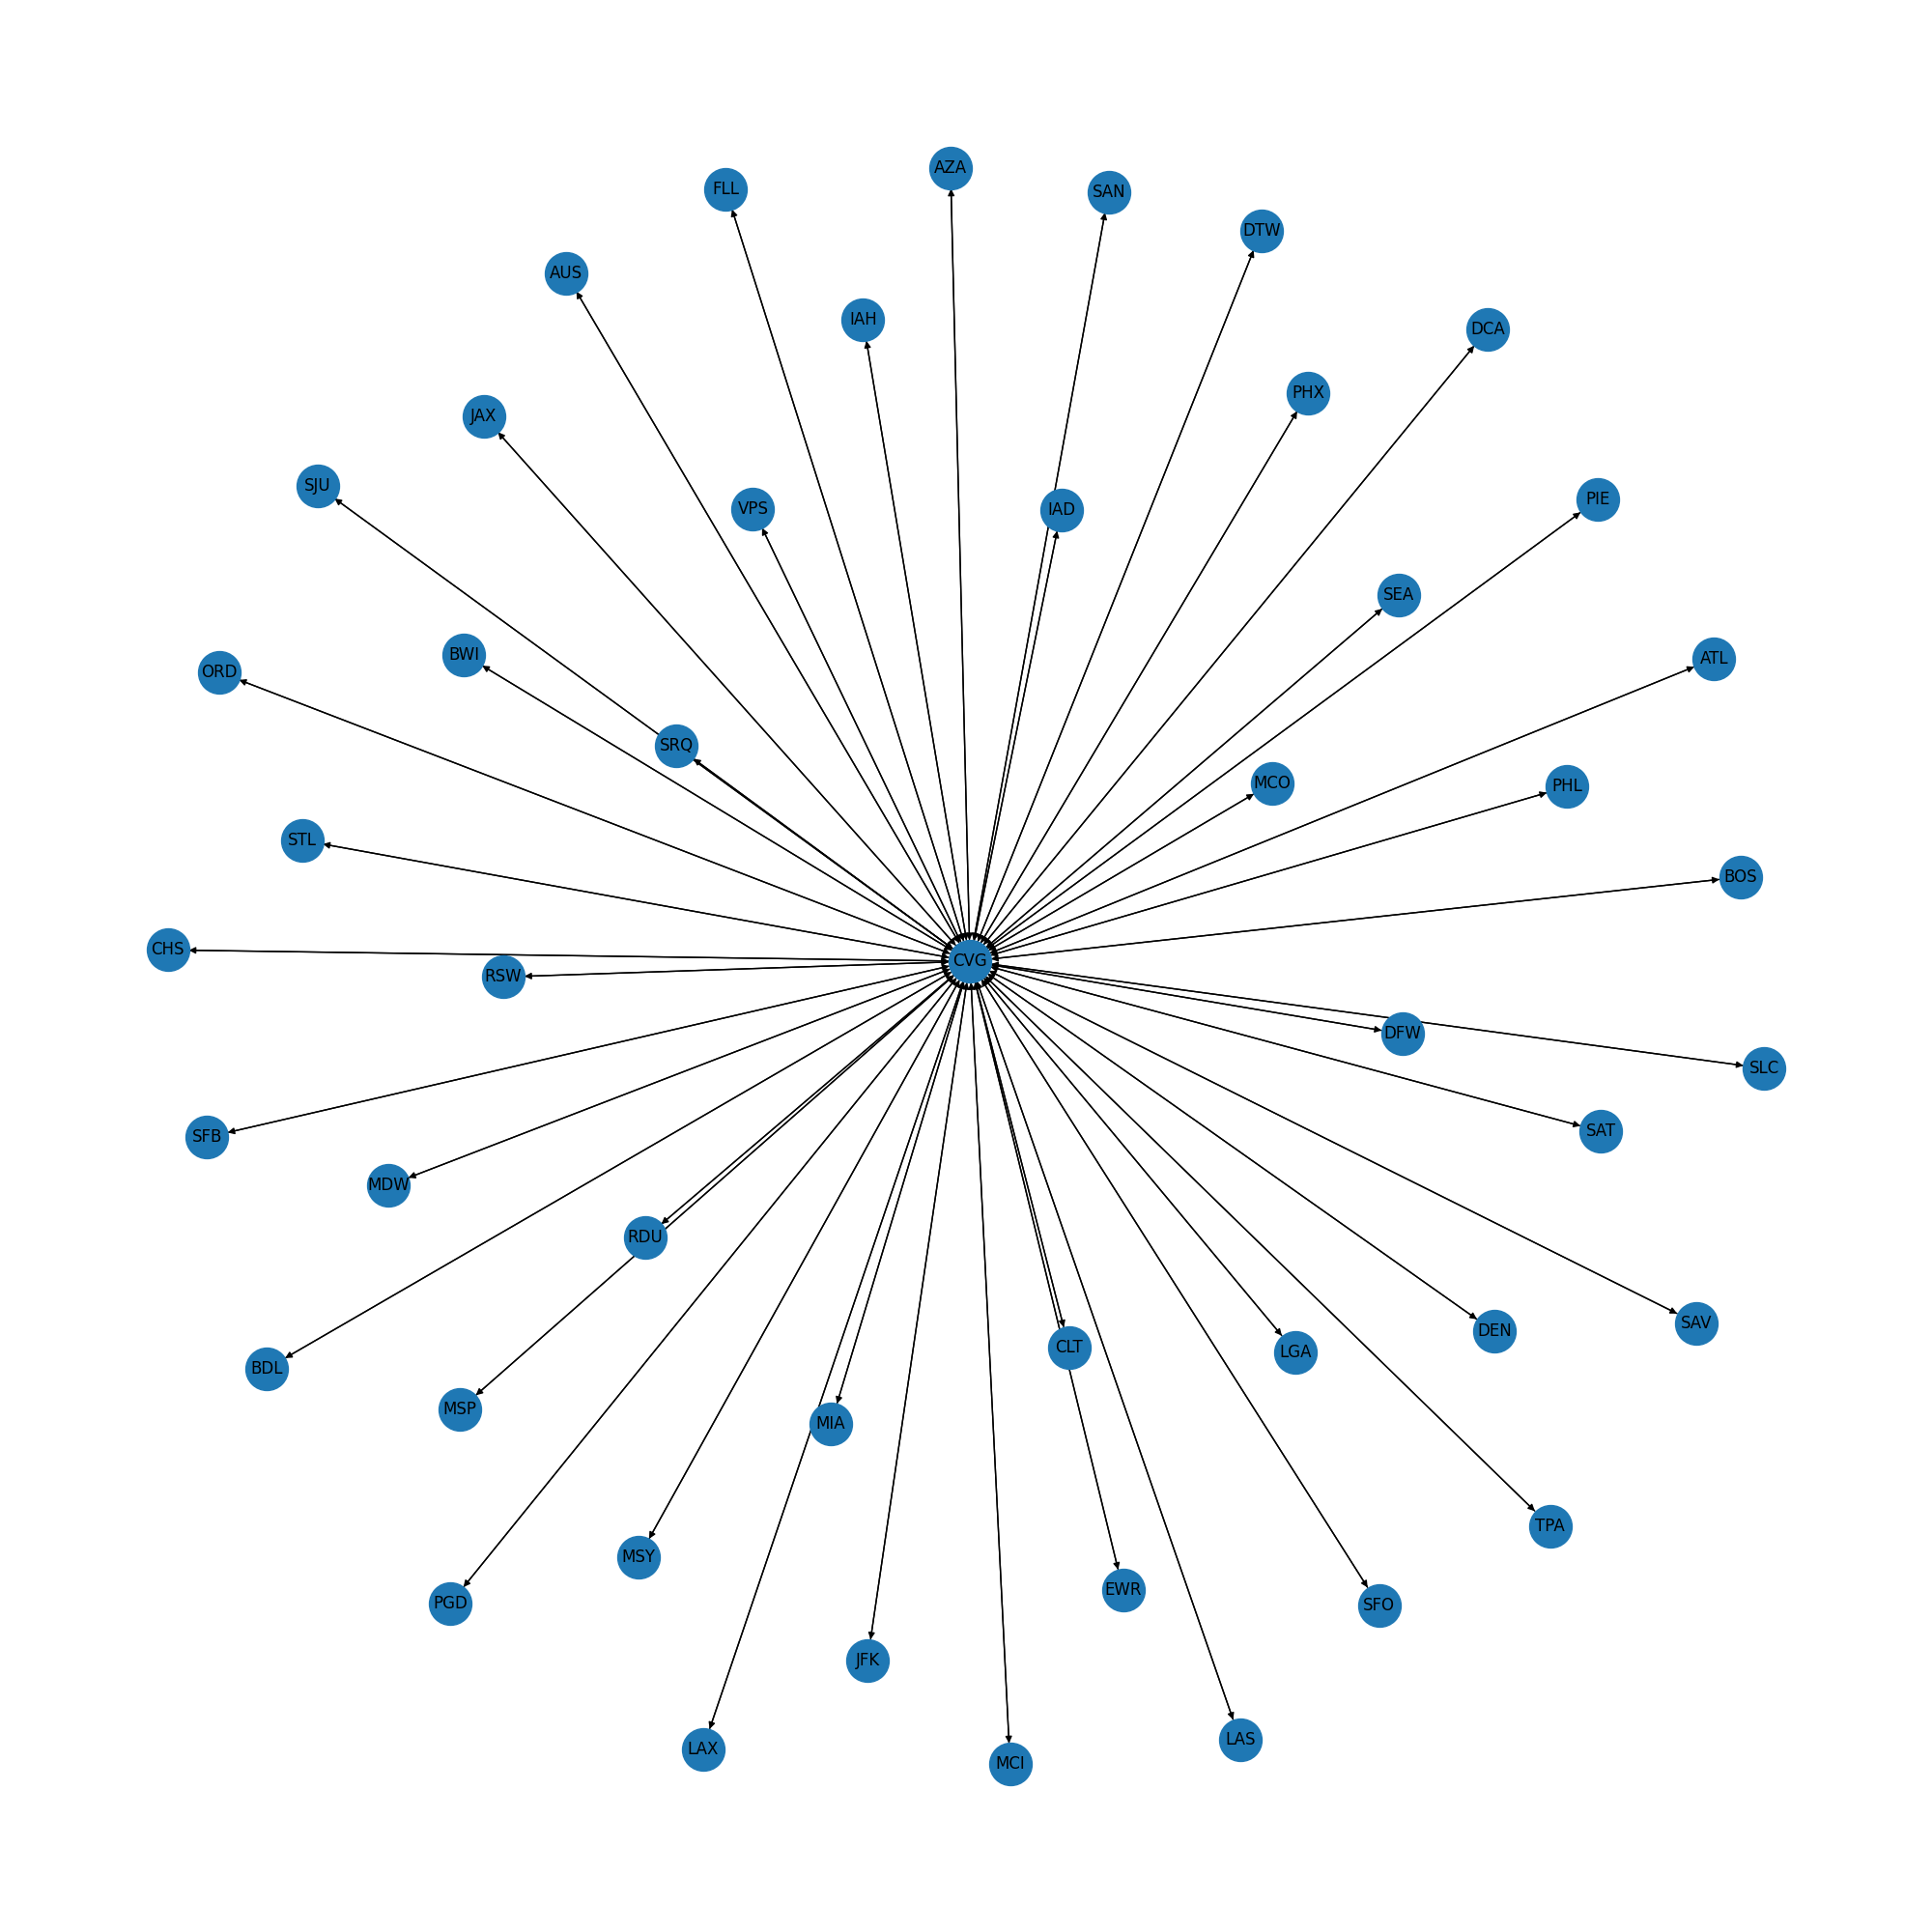 AZA
FLL
SAN
DTW
AUS
IAH
DCA
PHX
JAX
SJU
PIE
VPS
IAD
SEA
BWI
ATL
ORD
SRQ
MCO
PHL
STL
BOS
CHS
CVG
RSW
DFW
SLC
SAT
SFB
MDW
RDU
SAV
DEN
CLT
LGA
BDL
MSP
MIA
TPA
MSY
EWR
PGD
SFO
JFK
LAS
LAX
MCI